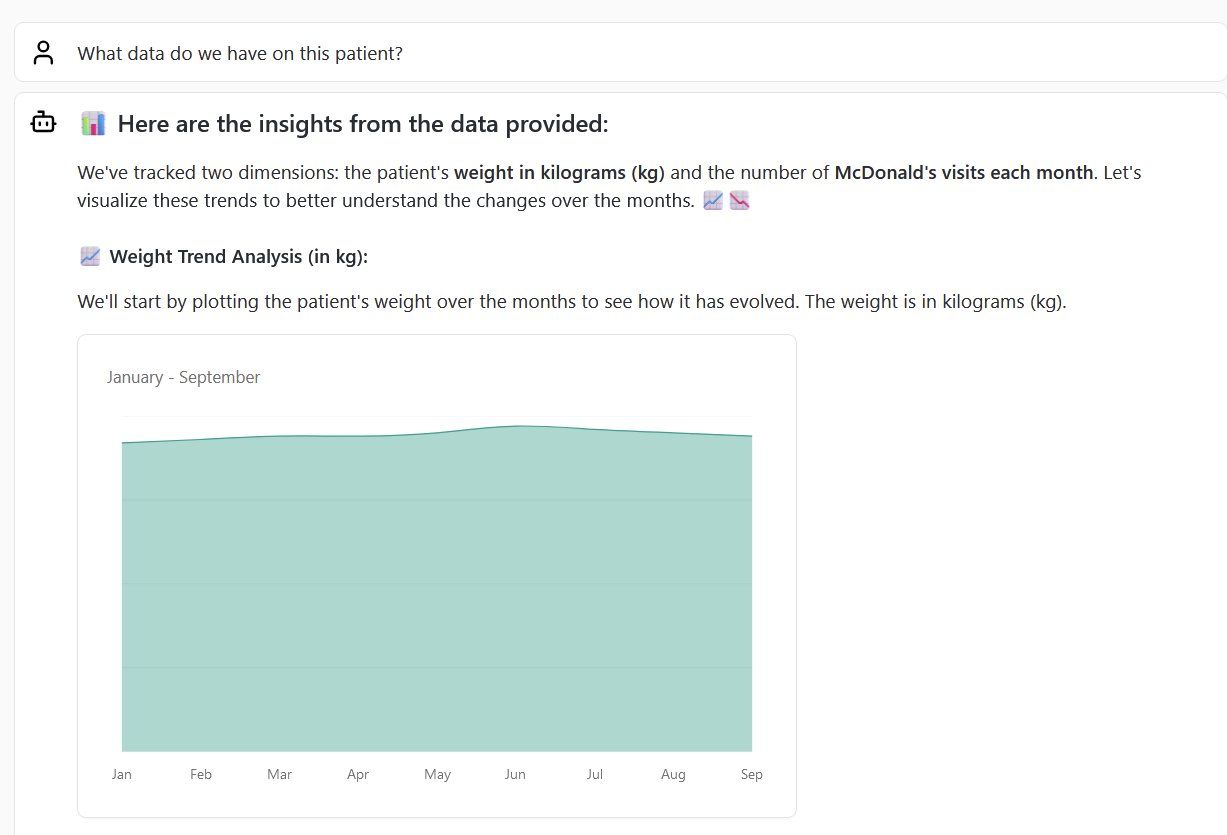 What data do we have on this patient?
Here are the insights from the data provided:
We've tracked two dimensions: the patient's weight in kilograms (kg) and the number of McDonald's visits each month. Let's
visualize these trends to better understand the changes over the months.
Weight Trend Analysis (in kg):
We'll start by plotting the patient's weight over the months to see how it has evolved. The weight is in kilograms (kg).
January - September
Jan Feb Mar Apr May Jun Jul Aug Sep